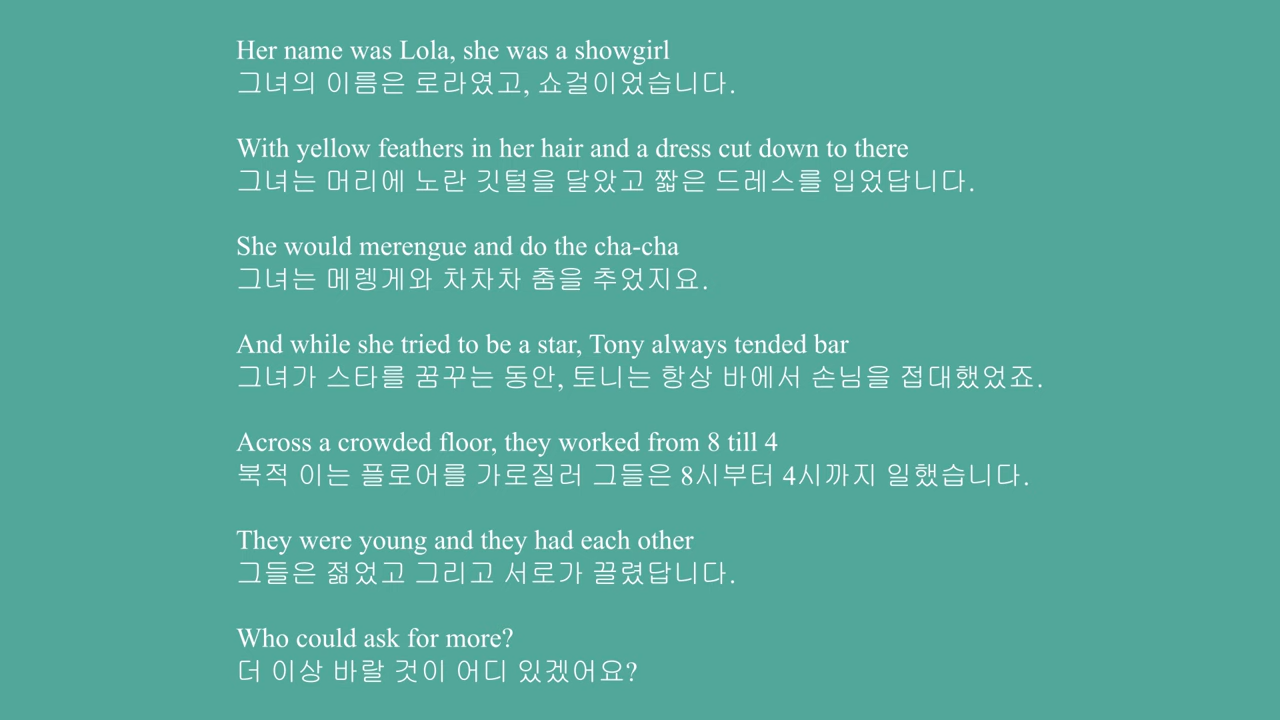 Her name was Lola, she was a showgirl
그녀의 이름은 로라였고, 쇼걸이었습니다.
With yellow feathers in her hair and a dress cut down to there
그녀는 머리에 노란 깃털을 달았고 짧은 드레스를 입었답니다.
She would merengue and do the cha-cha
그녀는 메렝게와 차차차 춤을 추었지요.
And while she tried to be a star, Tony always tended bar
그녀가 스타를 꿈꾸는 동안, 토니는 항상 바에서 손님을 접대했었죠.
Across a crowded floor, they worked from 8 till 4
북적 이는 플로어를 가로질러 그들은 8시부터 4시까지 일했습니다.
They were young and they had each other
그들은 젊었고 그리고 서로가 끌렸답니다.
Who could ask for more?
더 이상 바랄 것이 어디 있겠어요?